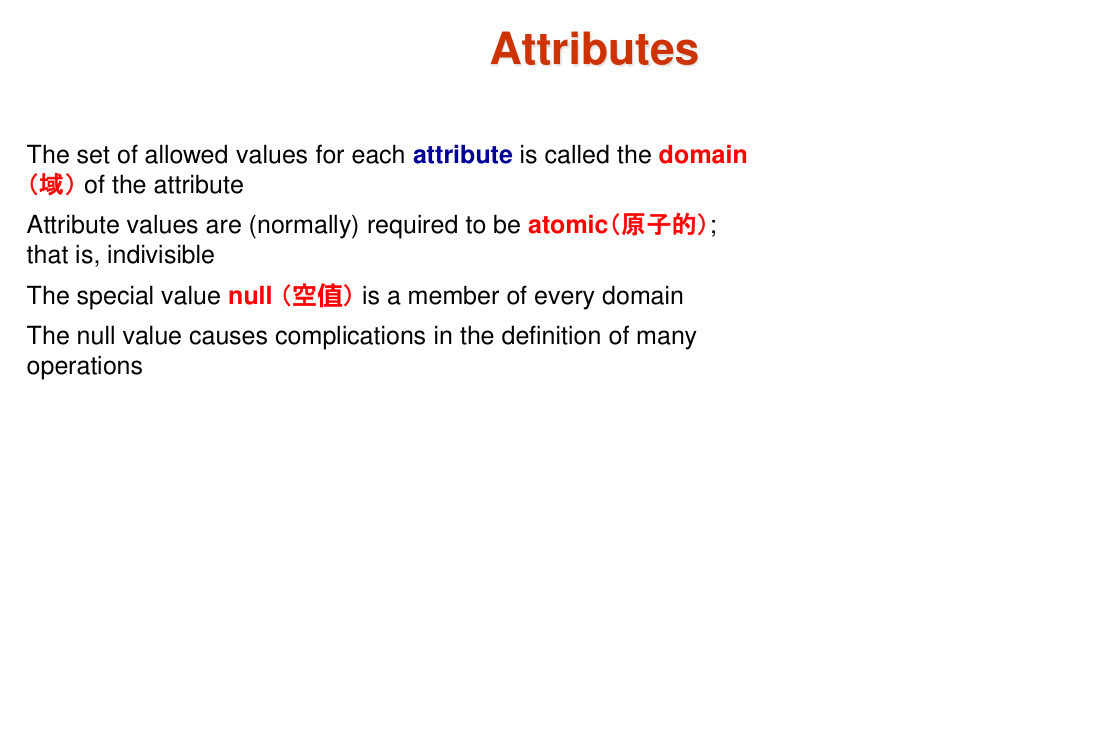 Attributes
The set of allowed values for each attribute is called the domain
（域） of the attribute
Attribute values are (normally) required to be atomic（原子的）;
that is, indivisible
The special value null （空值） is a member of every domain
The null value causes complications in the definition of many
operations